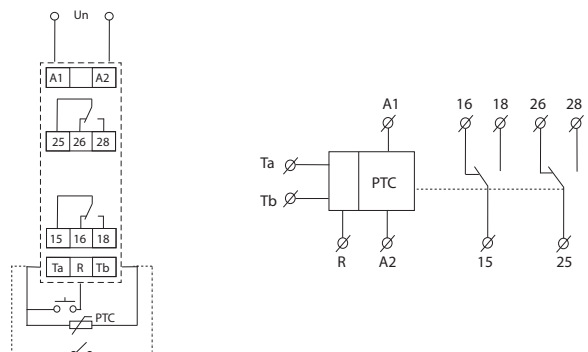 Un
A1 A2
25 26 28
15 16 18
Ta R Tb
PTC
A1 16 18 26 28
Ta
Tb
PTC
R A2 15 25